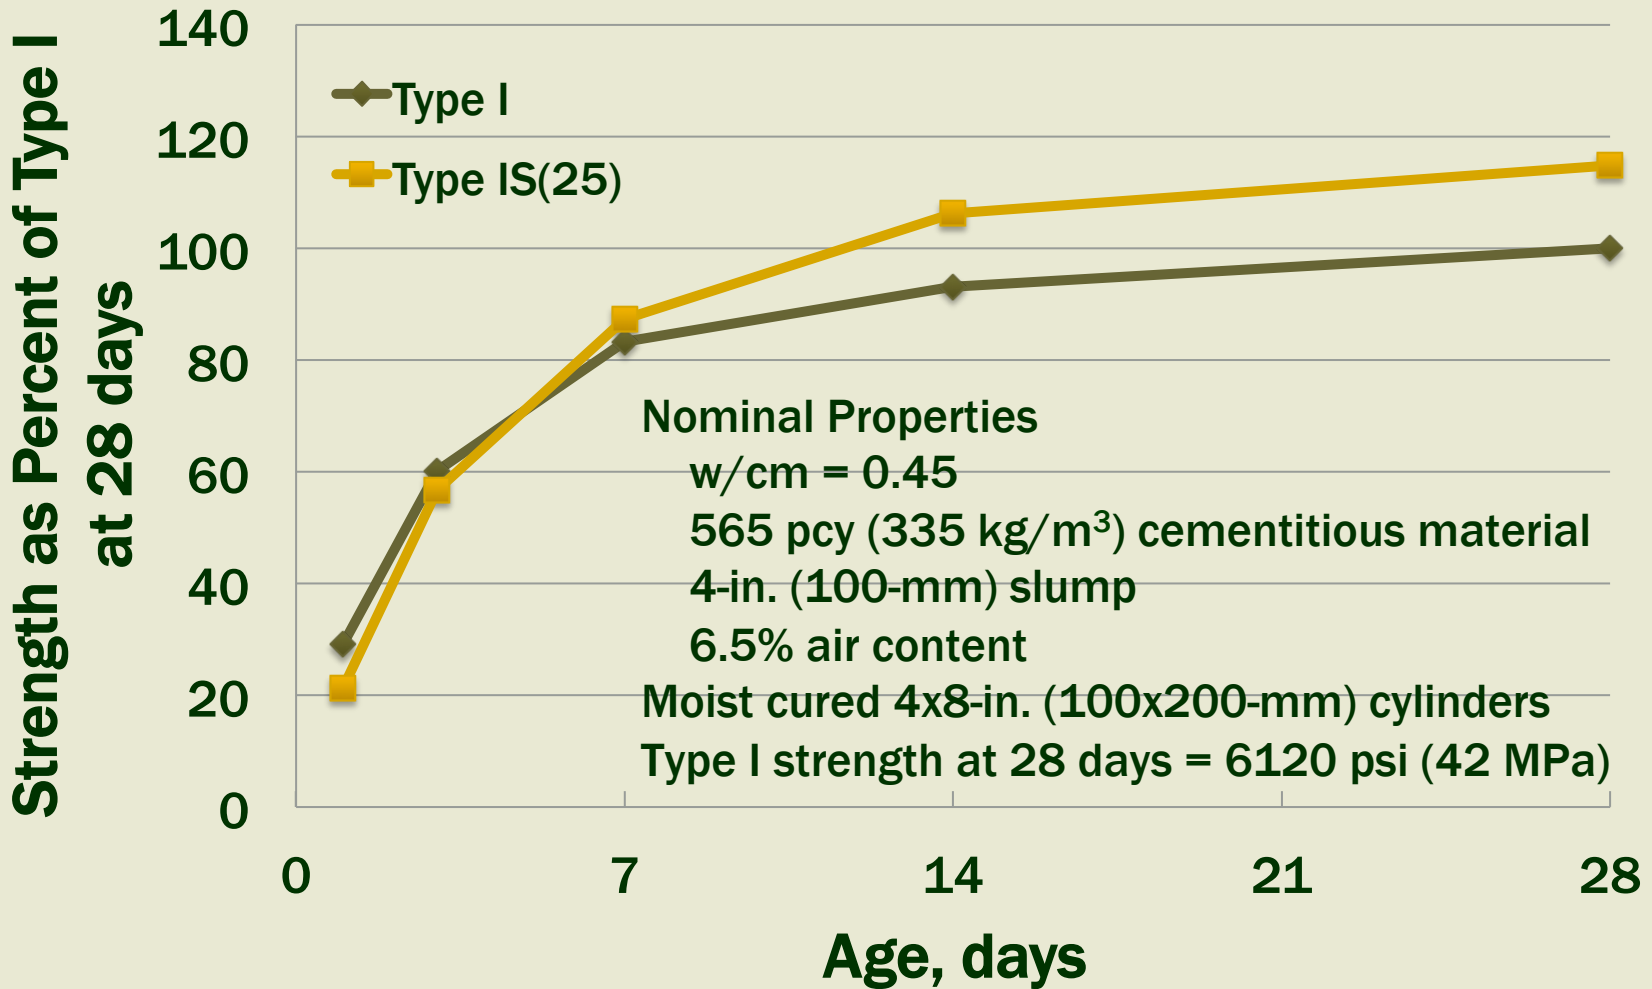 Strength as Percent of Type I
at 28 days
140
120
100
80
60
40
20
0
Type I
Type IS(25)
Nominal Properties
w/cm = 0.45
565 pcy (335 kg/m³) cementitious material
4-in. (100-mm) slump
6.5% air content
Moist cured 4x8-in. (100x200-mm) cylinders
Type I strength at 28 days = 6120 psi (42 MPa)
0 7 14 21 28
Age, days